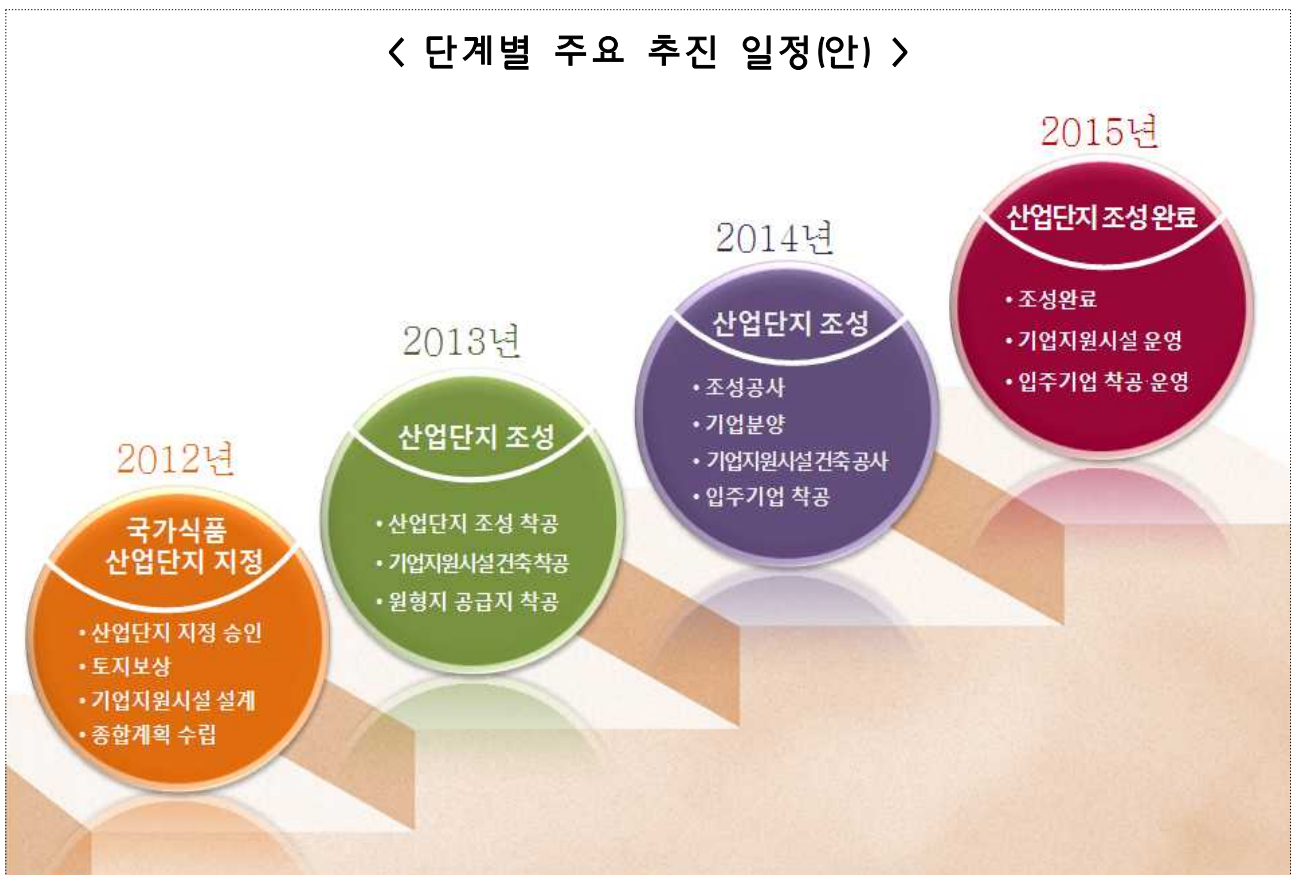 < 단계별 주요 추진 일정(안) >
2012년
국가식품
산업단지 지정
• 산업단지 지정 승인
• 토지보상
• 기업지원시설 설계
• 종합계획 수립
2013년
산업단지 조성
• 산업단지 조성 착공
• 기업지원시설건축착공
• 원형지 공급지 착공
2014년
산업단지 조성
• 조성공사
• 기업분양
• 기업지원시설건축공사
• 입주기업 착공
2015년
산업단지 조성 완료
• 조성완료
• 기업지원시설 운영
• 입주기업 착공·운영